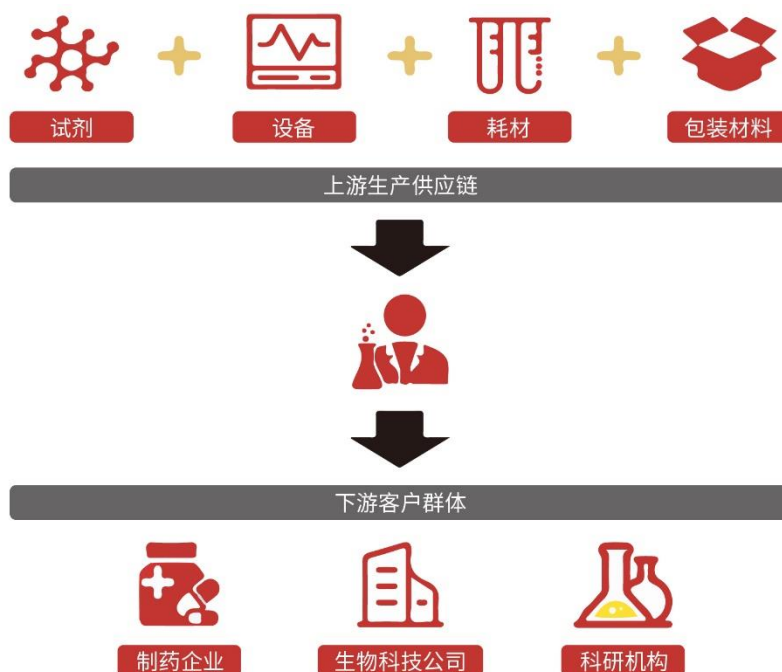 试剂
设备
耗材
包装材料
上游生产供应链
下游客户群体
制药企业
生物科技公司
科研机构